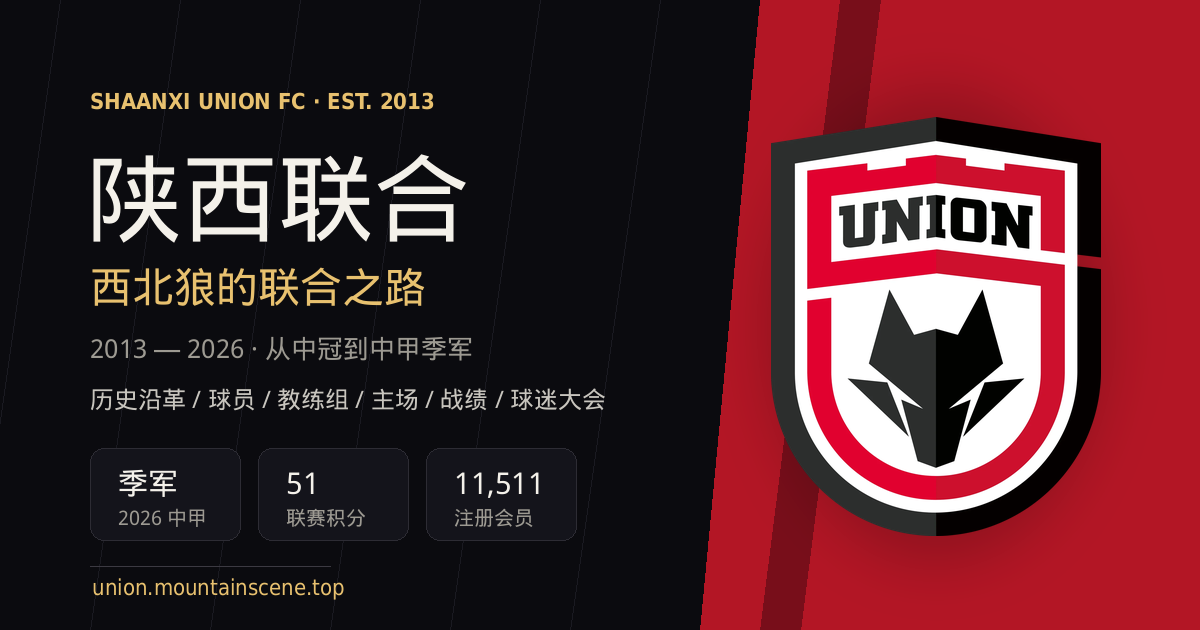 SHAANXI UNION FC · EST. 2013
陕西联合
西北狼的联合之路
2013 — 2026 · 从中冠到中甲季军
历史沿革 / 球员 / 教练组 / 主场 / 战绩 / 球迷大会
季军
2026 中甲
51
联赛积分
11,511
注册会员
union.mountainscene.top
UNION